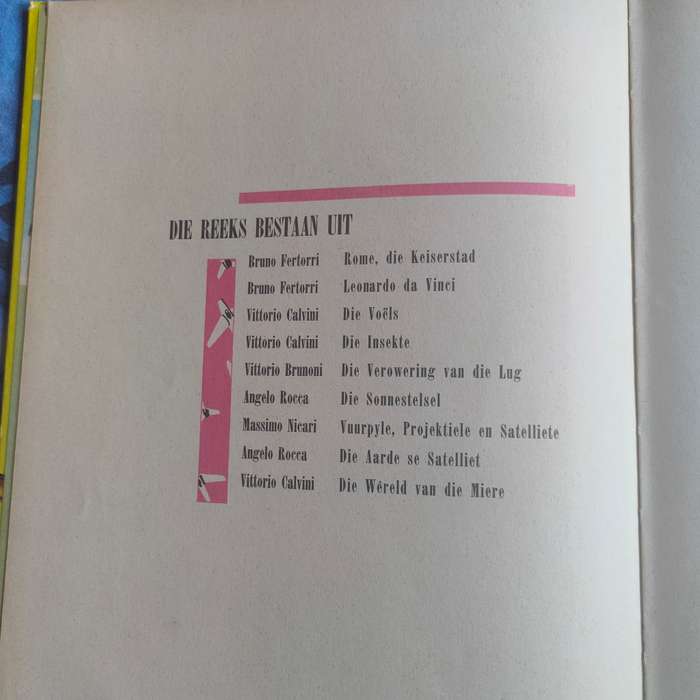 DIE REEKS BESTAAN UIT
Bruno Fertorri Rome, die Keiserstad
Bruno Fertorri Leonardo da Vinci
Vittorio Calvini Die Voëls
Vittorio Calvini Die Insekte
Vittorio Brunoni Die Verowering van die Lug
Angelo Rocca Die Sonnestelsel
Massimo Nicari Vuurpyle, Projektiele en Satelliete
Angelo Rocca Die Aarde se Satelliet
Vittorio Calvini Die Wêreld van die Miere